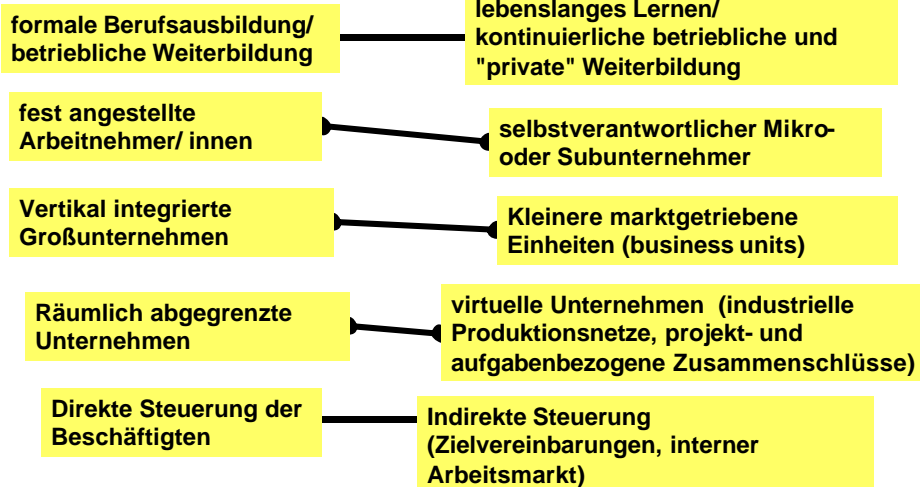 formale Berufsausbildung/
betriebliche Weiterbildung
lebenslanges Lernen/
kontinuierliche betriebliche und
"private" Weiterbildung
fest angestellte
Arbeitnehmer/ innen
selbstverantwortlicher Mikro-
oder Subunternehmer
Vertikal integrierte
Großunternehmen
Kleinere marktgetriebene
Einheiten (business units)
Räumlich abgegrenzte
Unternehmen
virtuelle Unternehmen (industrielle
Produktionsnetze, projekt- und
aufgabenbezogene Zusammenschlüsse)
Direkte Steuerung der
Beschäftigten
Indirekte Steuerung
(Zielvereinbarungen, interner
Arbeitsmarkt)